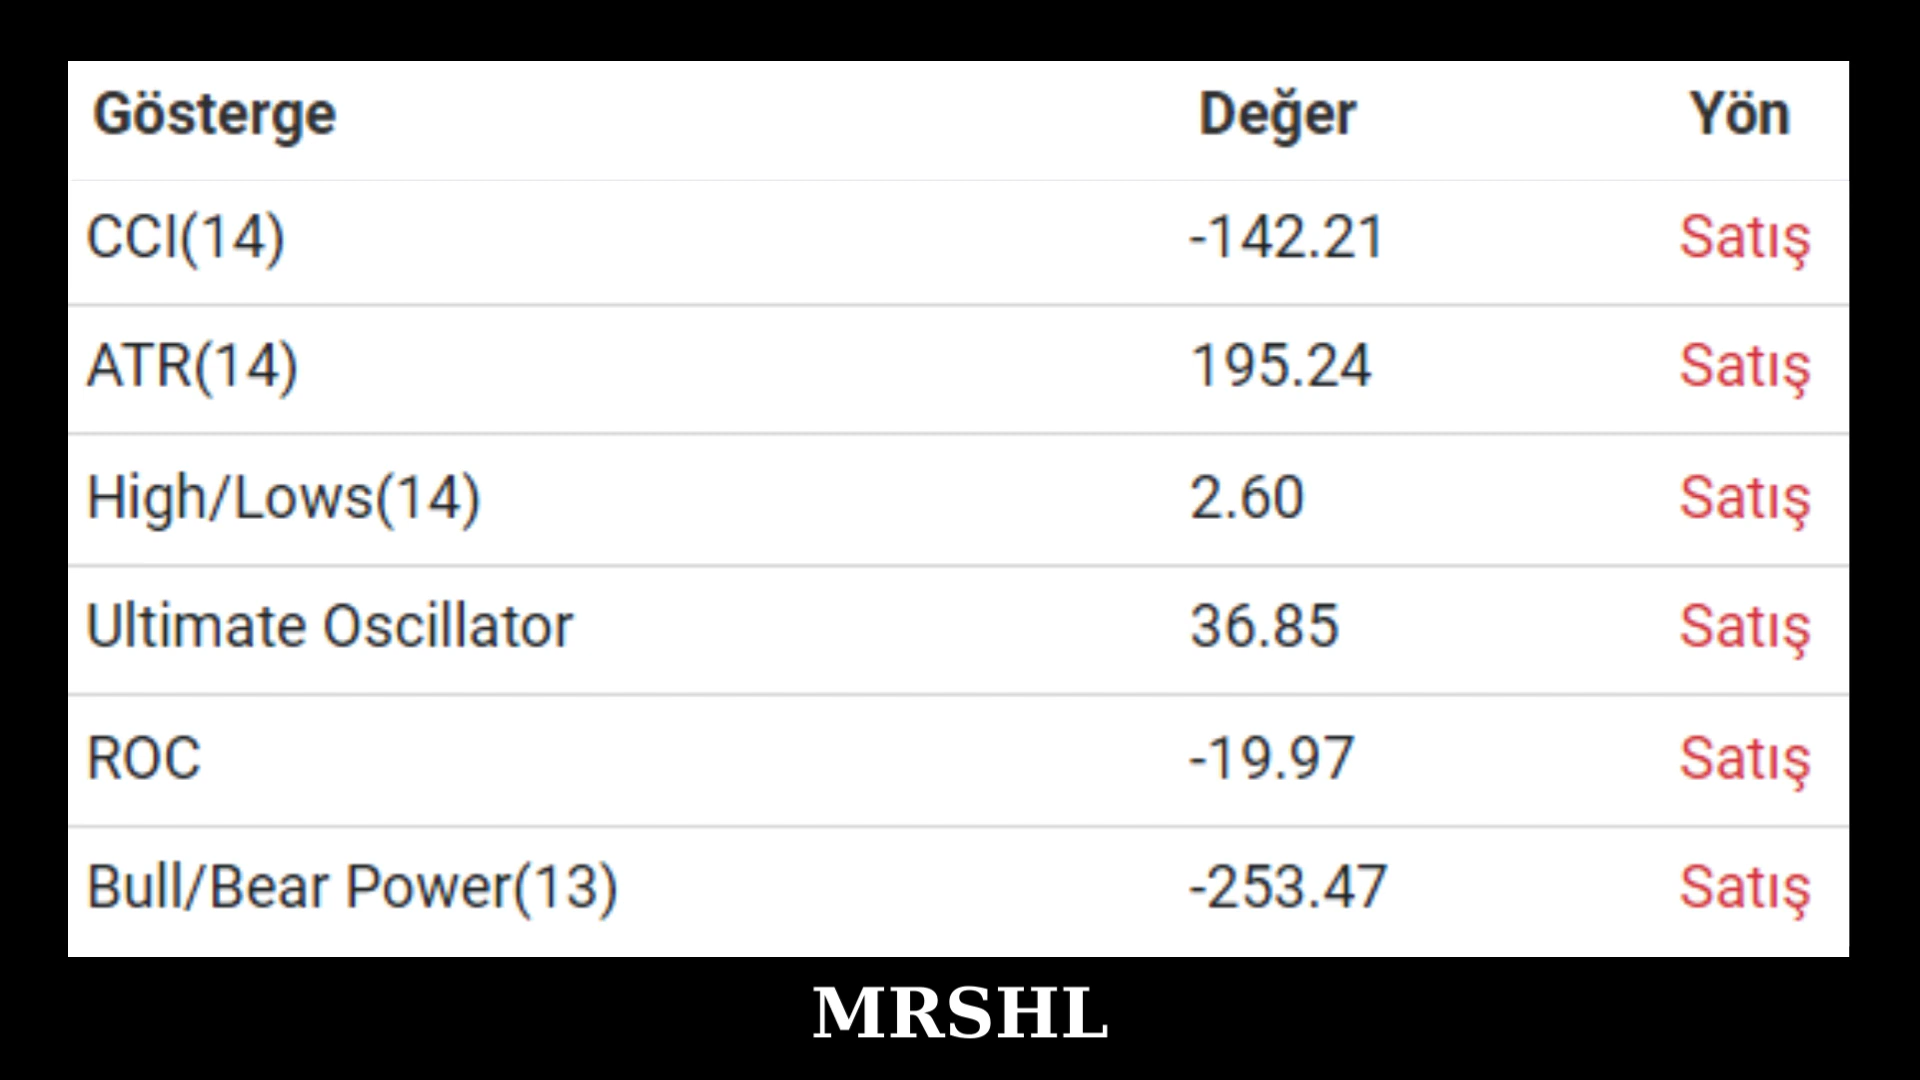 Gösterge Değer Yön
CCI(14) -142.21 Satış
ATR(14) 195.24 Satış
High/Lows(14) 2.60 Satış
Ultimate Oscillator 36.85 Satış
ROC -19.97 Satış
Bull/Bear Power(13) -253.47 Satış
MRSHL